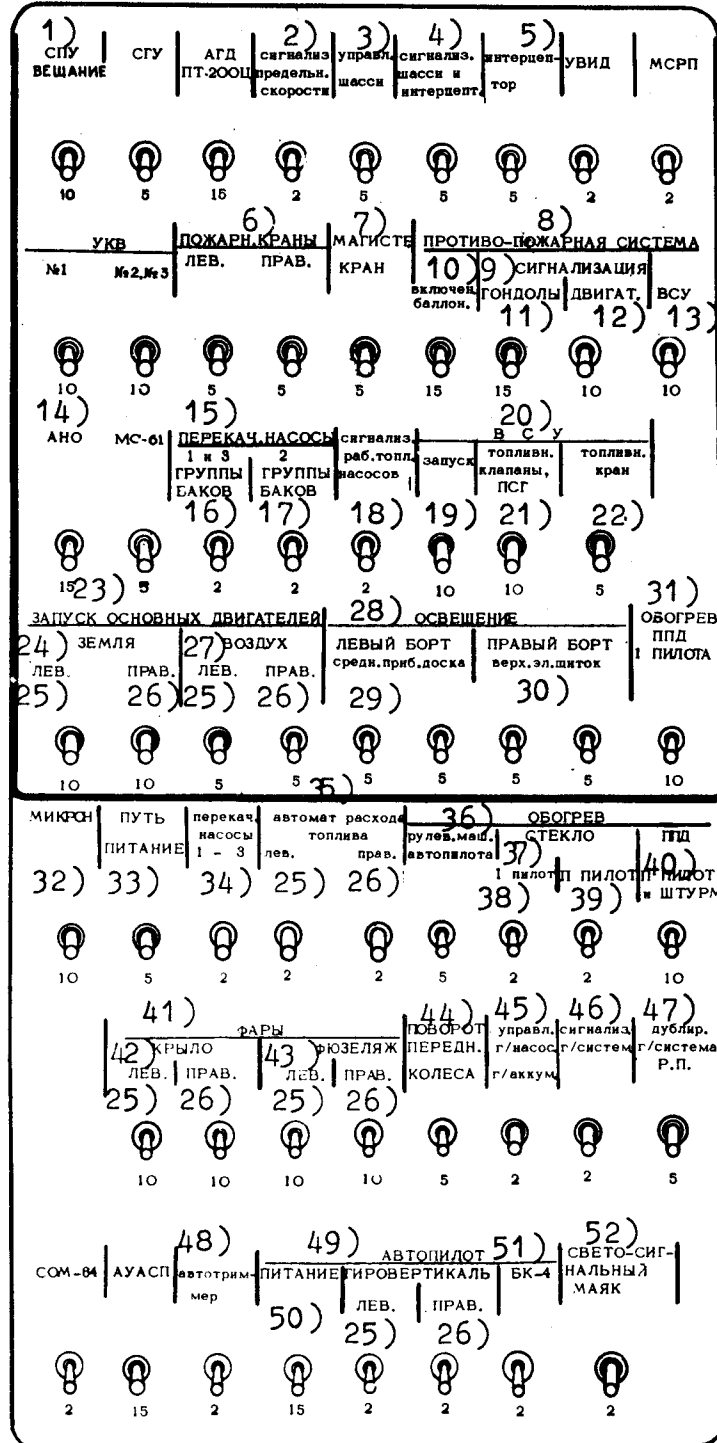 1) 2) 3) 4) 5)
СПУ ВЕЩАНИЕ СГУ АГД ПТ-200Ц сигнализ предельн. скорости управл. шасси сигнализ. шасси и интерцепт. интерцеп-тор УВИД МСРП
10 5 15 2 5 5 5 2 2
6) 7) 8)
УКВ ПОЖАРН.КРАНЫ МАГИСТЕ ПРОТИВО-ПОЖАРНАЯ СИСТЕМА
№1 №2,№3 ЛЕВ. ПРАВ. КРАН 10) 9) СИГНАЛИЗАЦИЯ
включен. баллон. ГОНДОЛЫ ДВИГАТ. ВСУ
11) 12) 13)
10 10 5 5 5 15 15 10 10
14) 15) 20)
АНО МС-61 ПЕРЕКАЧ.НАСОСЫ сигнализ. раб.топл. насосов ВСУ
1 и 3 ГРУППЫ БАКОВ 2 ГРУППЫ БАКОВ запуск топливн. клапаны, ПСГ топливн. кран
16) 17) 18) 19) 21) 22)
15 5 2 2 2 10 10 5
23) 28) 31)
ЗАПУСК ОСНОВНЫХ ДВИГАТЕЛЕЙ ОСВЕЩЕНИЕ ОБОГРЕВ ППД 1 ПИЛОТА
24) ЗЕМЛЯ 27) ВОЗДУХ ЛЕВЫЙ БОРТ средн.приб.доска ПРАВЫЙ БОРТ верх.эл.щиток
ЛЕВ. ПРАВ. ЛЕВ. ПРАВ.
25) 26) 25) 26) 29) 30)
10 10 5 5 5 5 5 5 10
35) 36)
МИКРОН ПУТЬ ПИТАНИЕ перекач. насосы 1 - 3 автомат расхода топлива ОБОГРЕВ
лев. прав. рулев.маш. автопилота СТЕКЛО ППД
37) 1 пилот П ПИЛОТ 40) П ПИЛОТ и ШТУРМ
32) 33) 34) 25) 26) 38) 39)
10 5 2 2 2 5 2 2 10
41) 44) 45) 46) 47)
ФАРЫ ПОВОРОТ ПЕРЕДН. КОЛЕСА управл. г/насос г/аккум. сигнализ г/систем дублир. г/система Р.П.
42) КРЫЛО 43) ФЮЗЕЛЯЖ
ЛЕВ. ПРАВ. ЛЕВ. ПРАВ.
25) 26) 25) 26)
10 10 10 10 5 2 2 5
48) 49) 51) 52)
АВТОПИЛОТ
СОМ-64 АУАСП автотрим-мер ПИТАНИЕ ГИРОВЕРТИКАЛЬ БК-4 СВЕТО-СИГ-НАЛЬНЫЙ МАЯК
ЛЕВ. ПРАВ.
50) 25) 26)
2 15 2 15 2 2 2 2